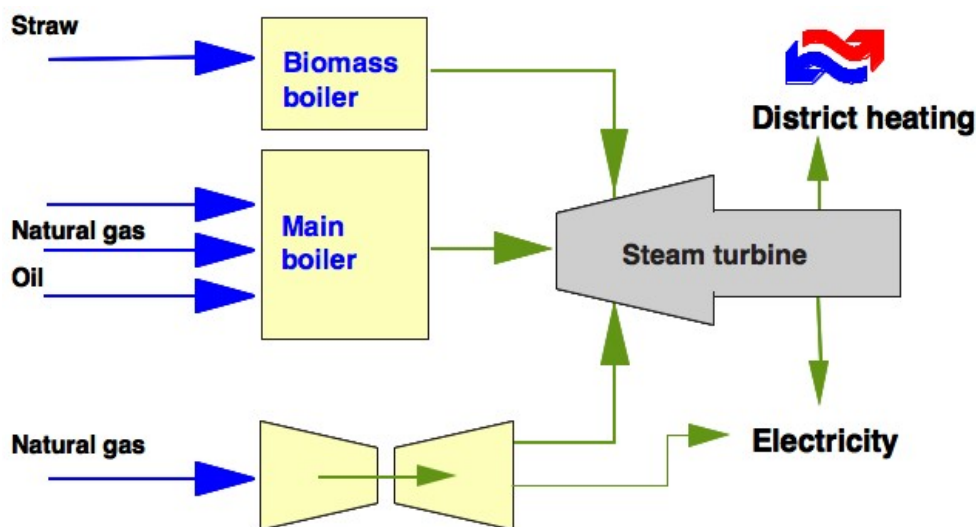 Straw
Biomass
boiler
District heating
Natural gas
Oil
Main
boiler
Steam turbine
Natural gas
Electricity